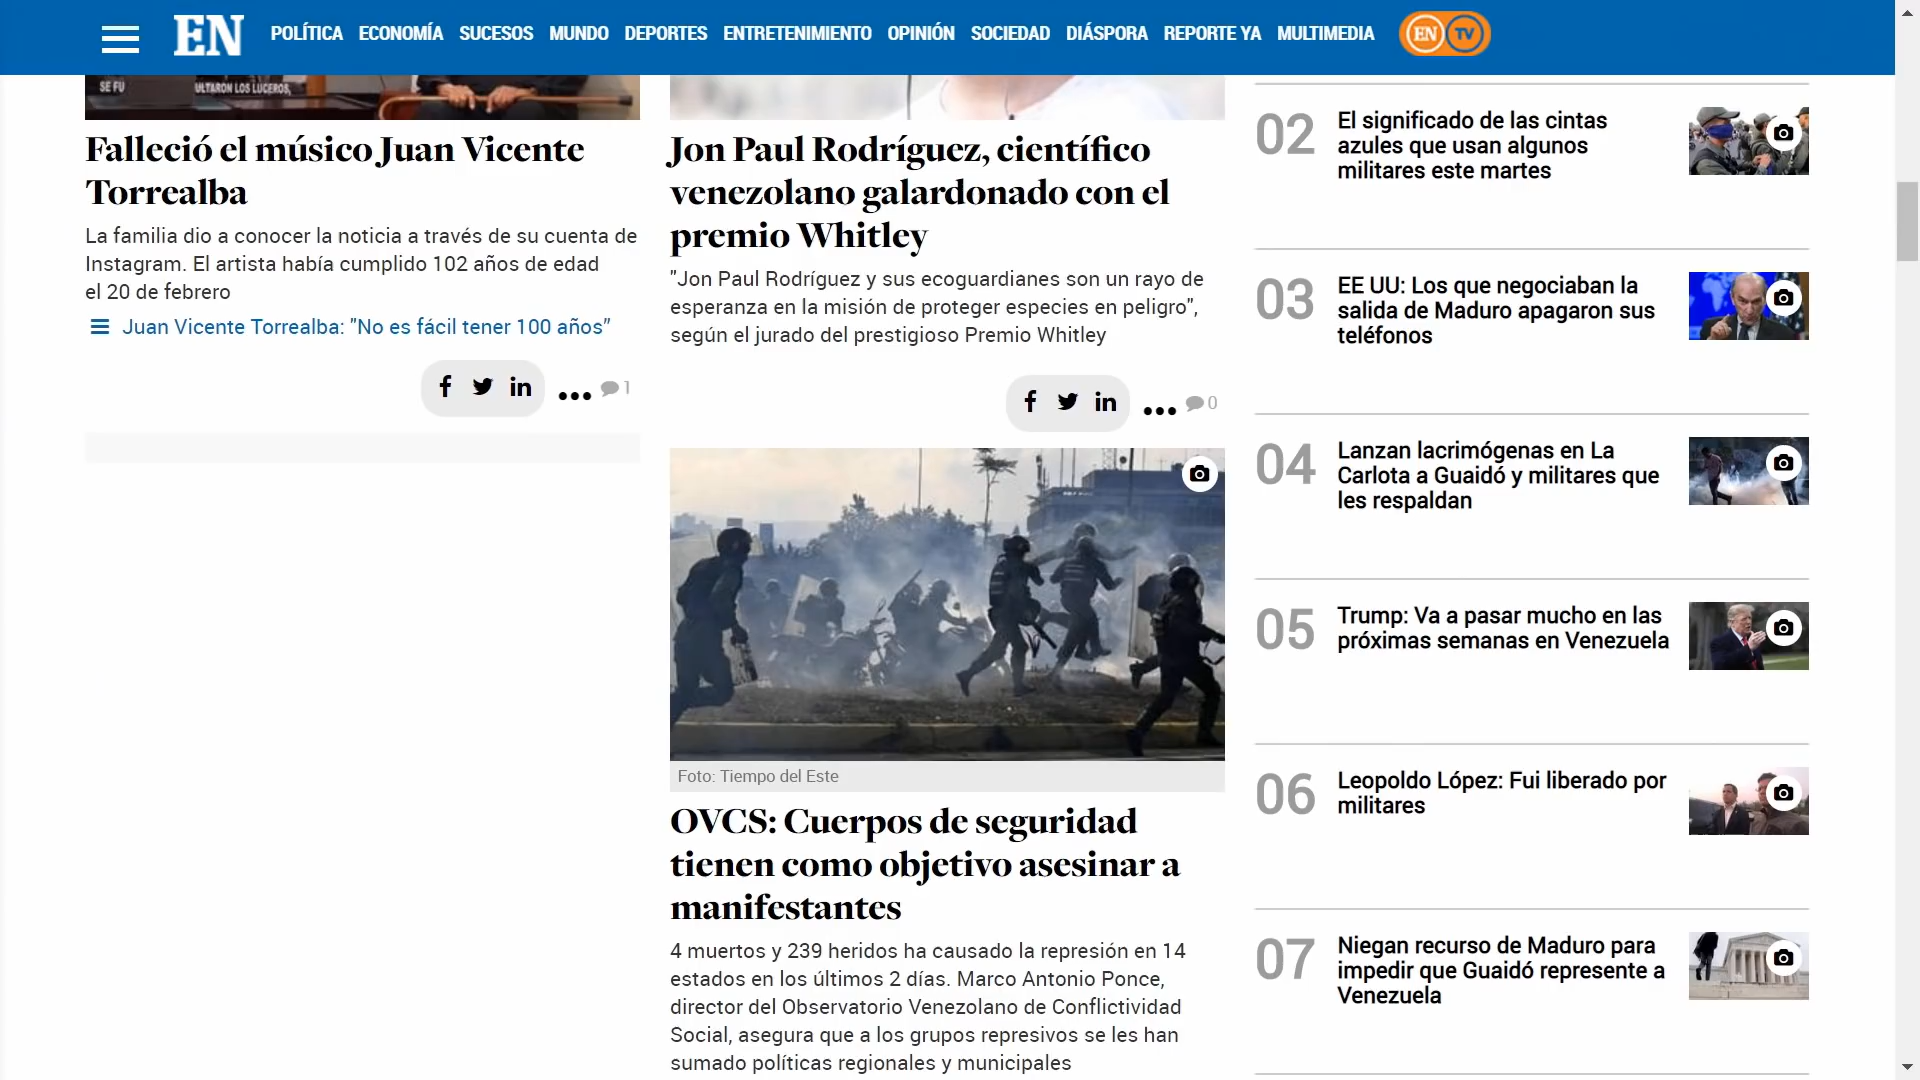 EN
POLÍTICA ECONOMÍA SUCESOS MUNDO DEPORTES ENTRETENIMIENTO OPINIÓN SOCIEDAD DIÁSPORA REPORTE YA MULTIMEDIA
EN TV
SE FU
ULTARON LOS LUCEROS,
Falleció el músico Juan Vicente
Torrealba
La familia dio a conocer la noticia a través de su cuenta de
Instagram. El artista había cumplido 102 años de edad
el 20 de febrero
Juan Vicente Torrealba: "No es fácil tener 100 años”
f in ... 1
Jon Paul Rodríguez, científico
venezolano galardonado con el
premio Whitley
"Jon Paul Rodríguez y sus ecoguardianes son un rayo de
esperanza en la misión de proteger especies en peligro",
según el jurado del prestigioso Premio Whitley
f in ... 0
Foto: Tiempo del Este
OVCS: Cuerpos de seguridad
tienen como objetivo asesinar a
manifestantes
4 muertos y 239 heridos ha causado la represión en 14
estados en los últimos 2 días. Marco Antonio Ponce,
director del Observatorio Venezolano de Conflictividad
Social, asegura que a los grupos represivos se les han
sumado políticas regionales y municipales
02
El significado de las cintas
azules que usan algunos
militares este martes
03
EE UU: Los que negociaban la
salida de Maduro apagaron sus
teléfonos
04
Lanzan lacrimógenas en La
Carlota a Guaidó y militares que
les respaldan
05
Trump: Va a pasar mucho en las
próximas semanas en Venezuela
06
Leopoldo López: Fui liberado por
militares
07
Niegan recurso de Maduro para
impedir que Guaidó represente a
Venezuela